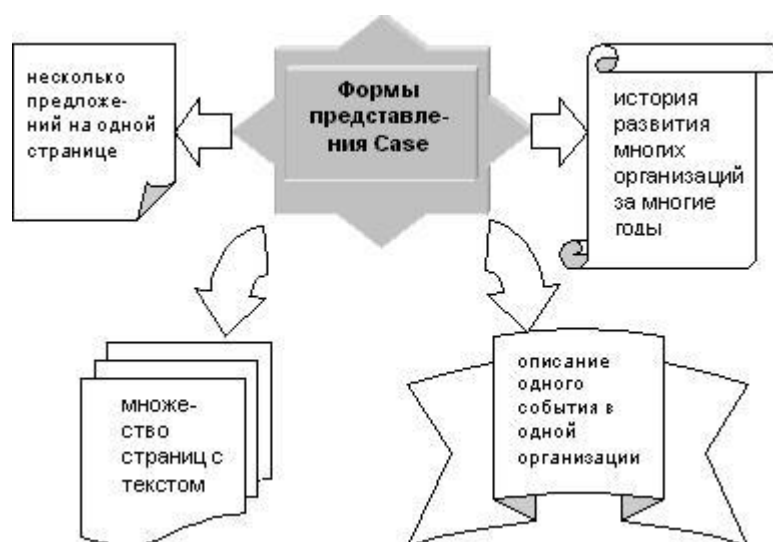 Формы
представле-
ния Case
несколько
предложе-
ний на одной
странице
история
развития
многих
организаций
за многие
годы
множе-
ство
страниц с
текстом
описание
одного
события в
одной
организации